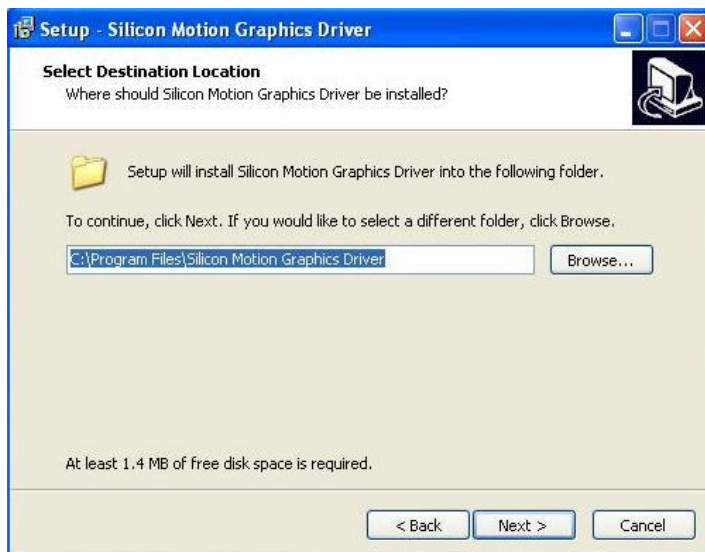 Setup - Silicon Motion Graphics Driver
Select Destination Location
Where should Silicon Motion Graphics Driver be installed?
Setup will install Silicon Motion Graphics Driver into the following folder.
To continue, click Next. If you would like to select a different folder, click Browse.
C:\Program Files\Silicon Motion Graphics Driver
Browse...
At least 1.4 MB of free disk space is required.
< Back
Next >
Cancel